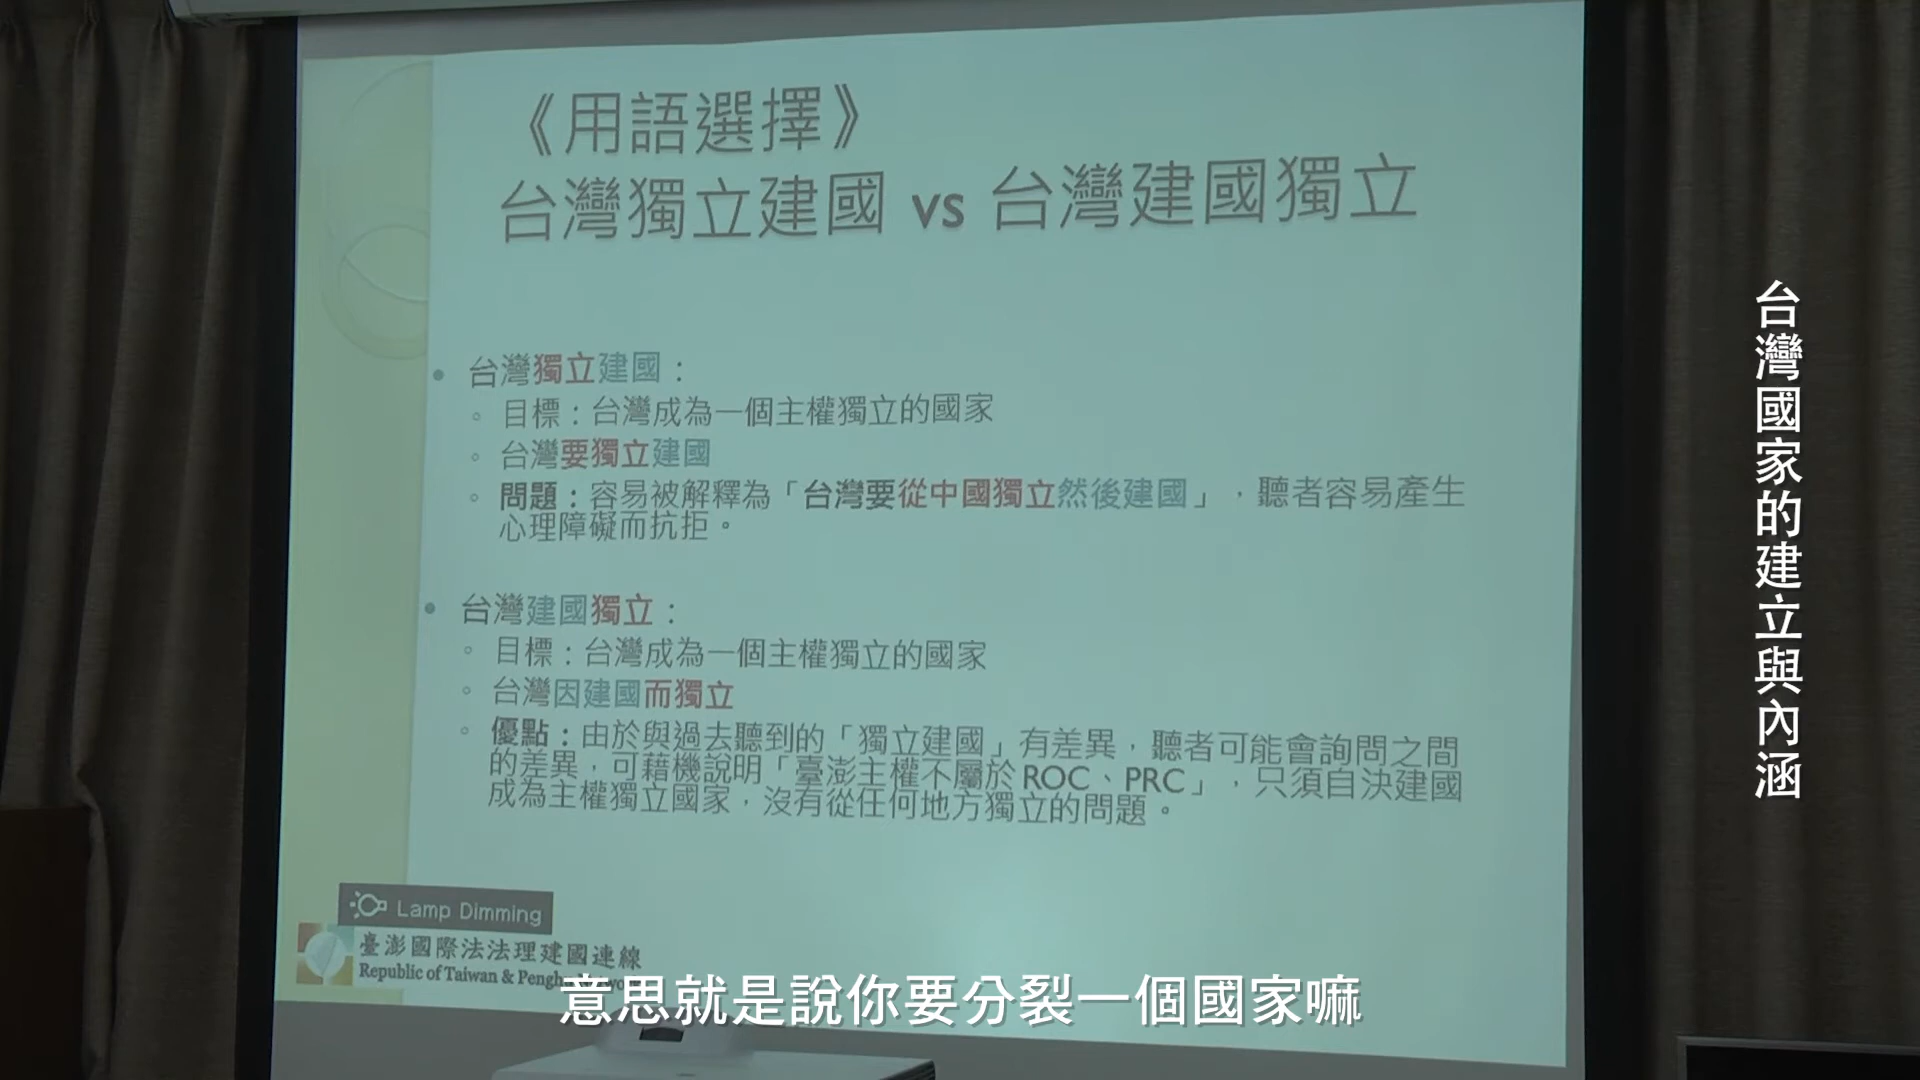 《用語選擇》
台灣獨立建國 vs 台灣建國獨立
• 台灣獨立建國：
◦ 目標：台灣成為一個主權獨立的國家
◦ 台灣要獨立建國
◦ 問題：容易被解釋為「台灣要從中國獨立然後建國」，聽者容易產生
心理障礙而抗拒。
• 台灣建國獨立：
◦ 目標：台灣成為一個主權獨立的國家
◦ 台灣因建國而獨立
◦ 優點：由於與過去聽到的「獨立建國」有差異，聽者可能會詢問之間
的差異，可藉機說明「臺澎主權不屬於 ROC、PRC」，只須自決建國
成為主權獨立國家，沒有從任何地方獨立的問題。
Lamp Dimming
臺澎國際法法理建國連線
Republic of Taiwan & Penghu
意思就是說你要分裂一個國家嘛
台灣國家的建立與內涵